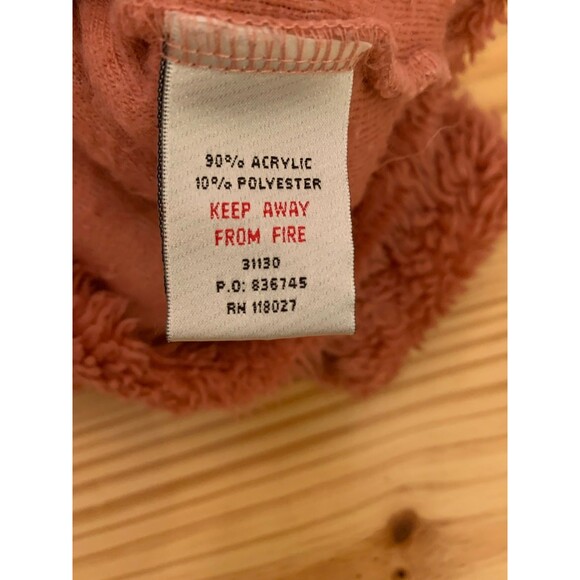 90% ACRYLIC
10% POLYESTER
KEEP AWAY
FROM FIRE
31130
P.O: 836745
RN 118027